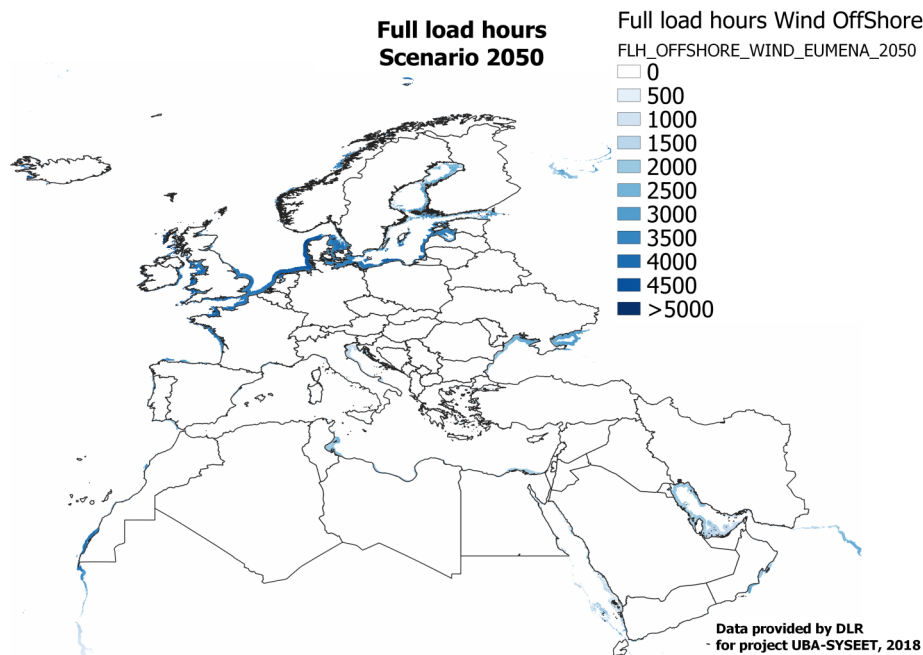 Full load hours
Scenario 2050
Full load hours Wind OffShore
FLH_OFFSHORE_WIND_EUMENA_2050
0
500
1000
1500
2000
2500
3000
3500
4000
4500
>5000
Data provided by DLR
for project UBA-SYSEET, 2018